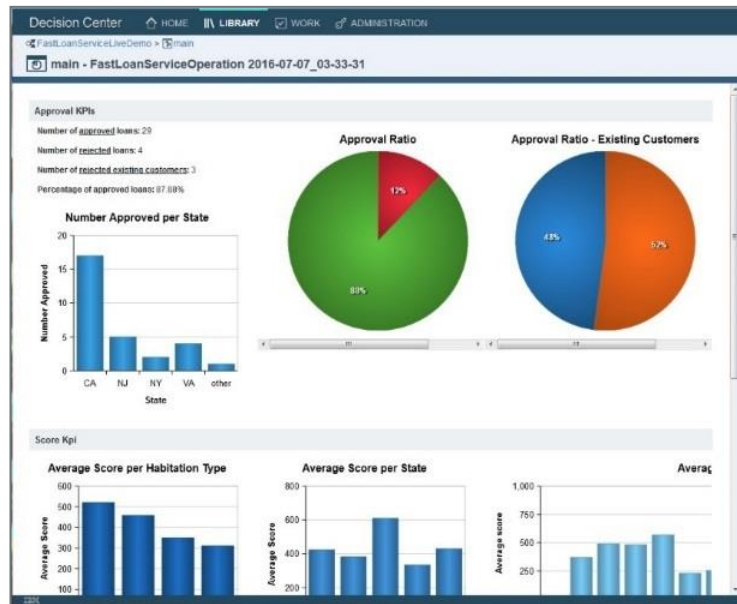 Decision Center HOME LIBRARY WORK ADMINISTRATION
FastLoanServiceLiveDemo > main
main - FastLoanServiceOperation 2016-07-07_03-33-31
Approval KPIs
Number of approved loans: 29
Number of rejected loans: 4
Number of rejected existing customers: 3
Percentage of approved loans: 87.88%
Number Approved per State
Number Approved
20
15
10
5
0
CA NJ NY VA other
State
Approval Ratio
12%
88%
Approval Ratio - Existing Customers
48%
52%
Score Kpi
Average Score per Habitation Type
Average Score
600
500
400
300
200
100
Average Score per State
Average Score
800
600
400
200
Averag
Average score
1,000
750
500
250
IBM